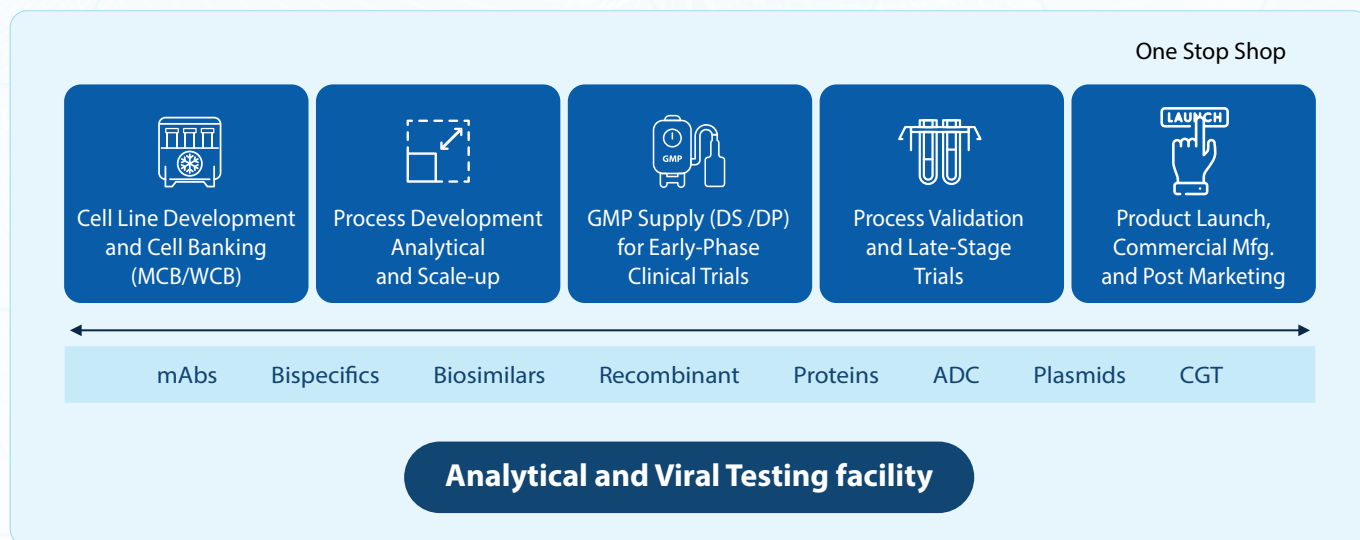 One Stop Shop
LAUNCH
GMP
Cell Line Development
and Cell Banking
(MCB/WCB)
Process Development
Analytical
and Scale-up
GMP Supply (DS /DP)
for Early-Phase
Clinical Trials
Process Validation
and Late-Stage
Trials
Product Launch,
Commercial Mfg.
and Post Marketing
mAbs Bispecifics Biosimilars Recombinant Proteins ADC Plasmids CGT
Analytical and Viral Testing facility